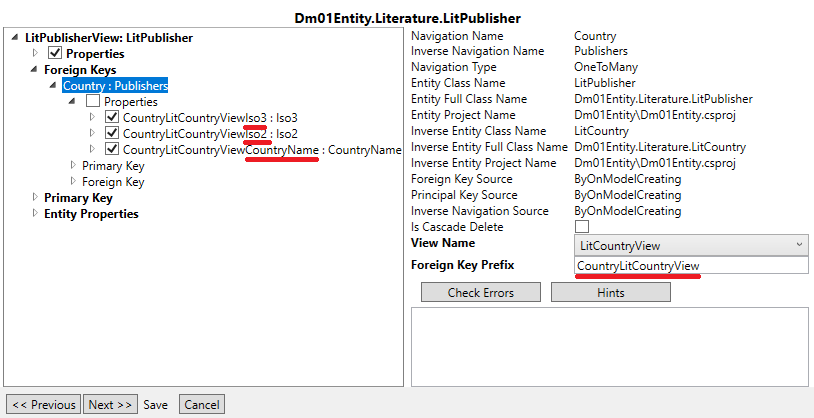 Dm01Entity.Literature.LitPublisher
LitPublisherView: LitPublisher
Properties
Foreign Keys
Country : Publishers
Properties
CountryLitCountryViewIso3 : Iso3
CountryLitCountryViewIso2 : Iso2
CountryLitCountryViewCountryName : CountryName
Primary Key
Foreign Key
Primary Key
Entity Properties
Navigation Name Country
Inverse Navigation Name Publishers
Navigation Type OneToMany
Entity Class Name LitPublisher
Entity Full Class Name Dm01Entity.Literature.LitPublisher
Entity Project Name Dm01Entity\Dm01Entity.csproj
Inverse Entity Class Name LitCountry
Inverse Entity Full Class Name Dm01Entity.Literature.LitCountry
Inverse Entity Project Name Dm01Entity\Dm01Entity.csproj
Foreign Key Source ByOnModelCreating
Principal Key Source ByOnModelCreating
Inverse Navigation Source ByOnModelCreating
Is Cascade Delete
View Name LitCountryView
Foreign Key Prefix CountryLitCountryView
Check Errors Hints
<< Previous Next >> Save Cancel